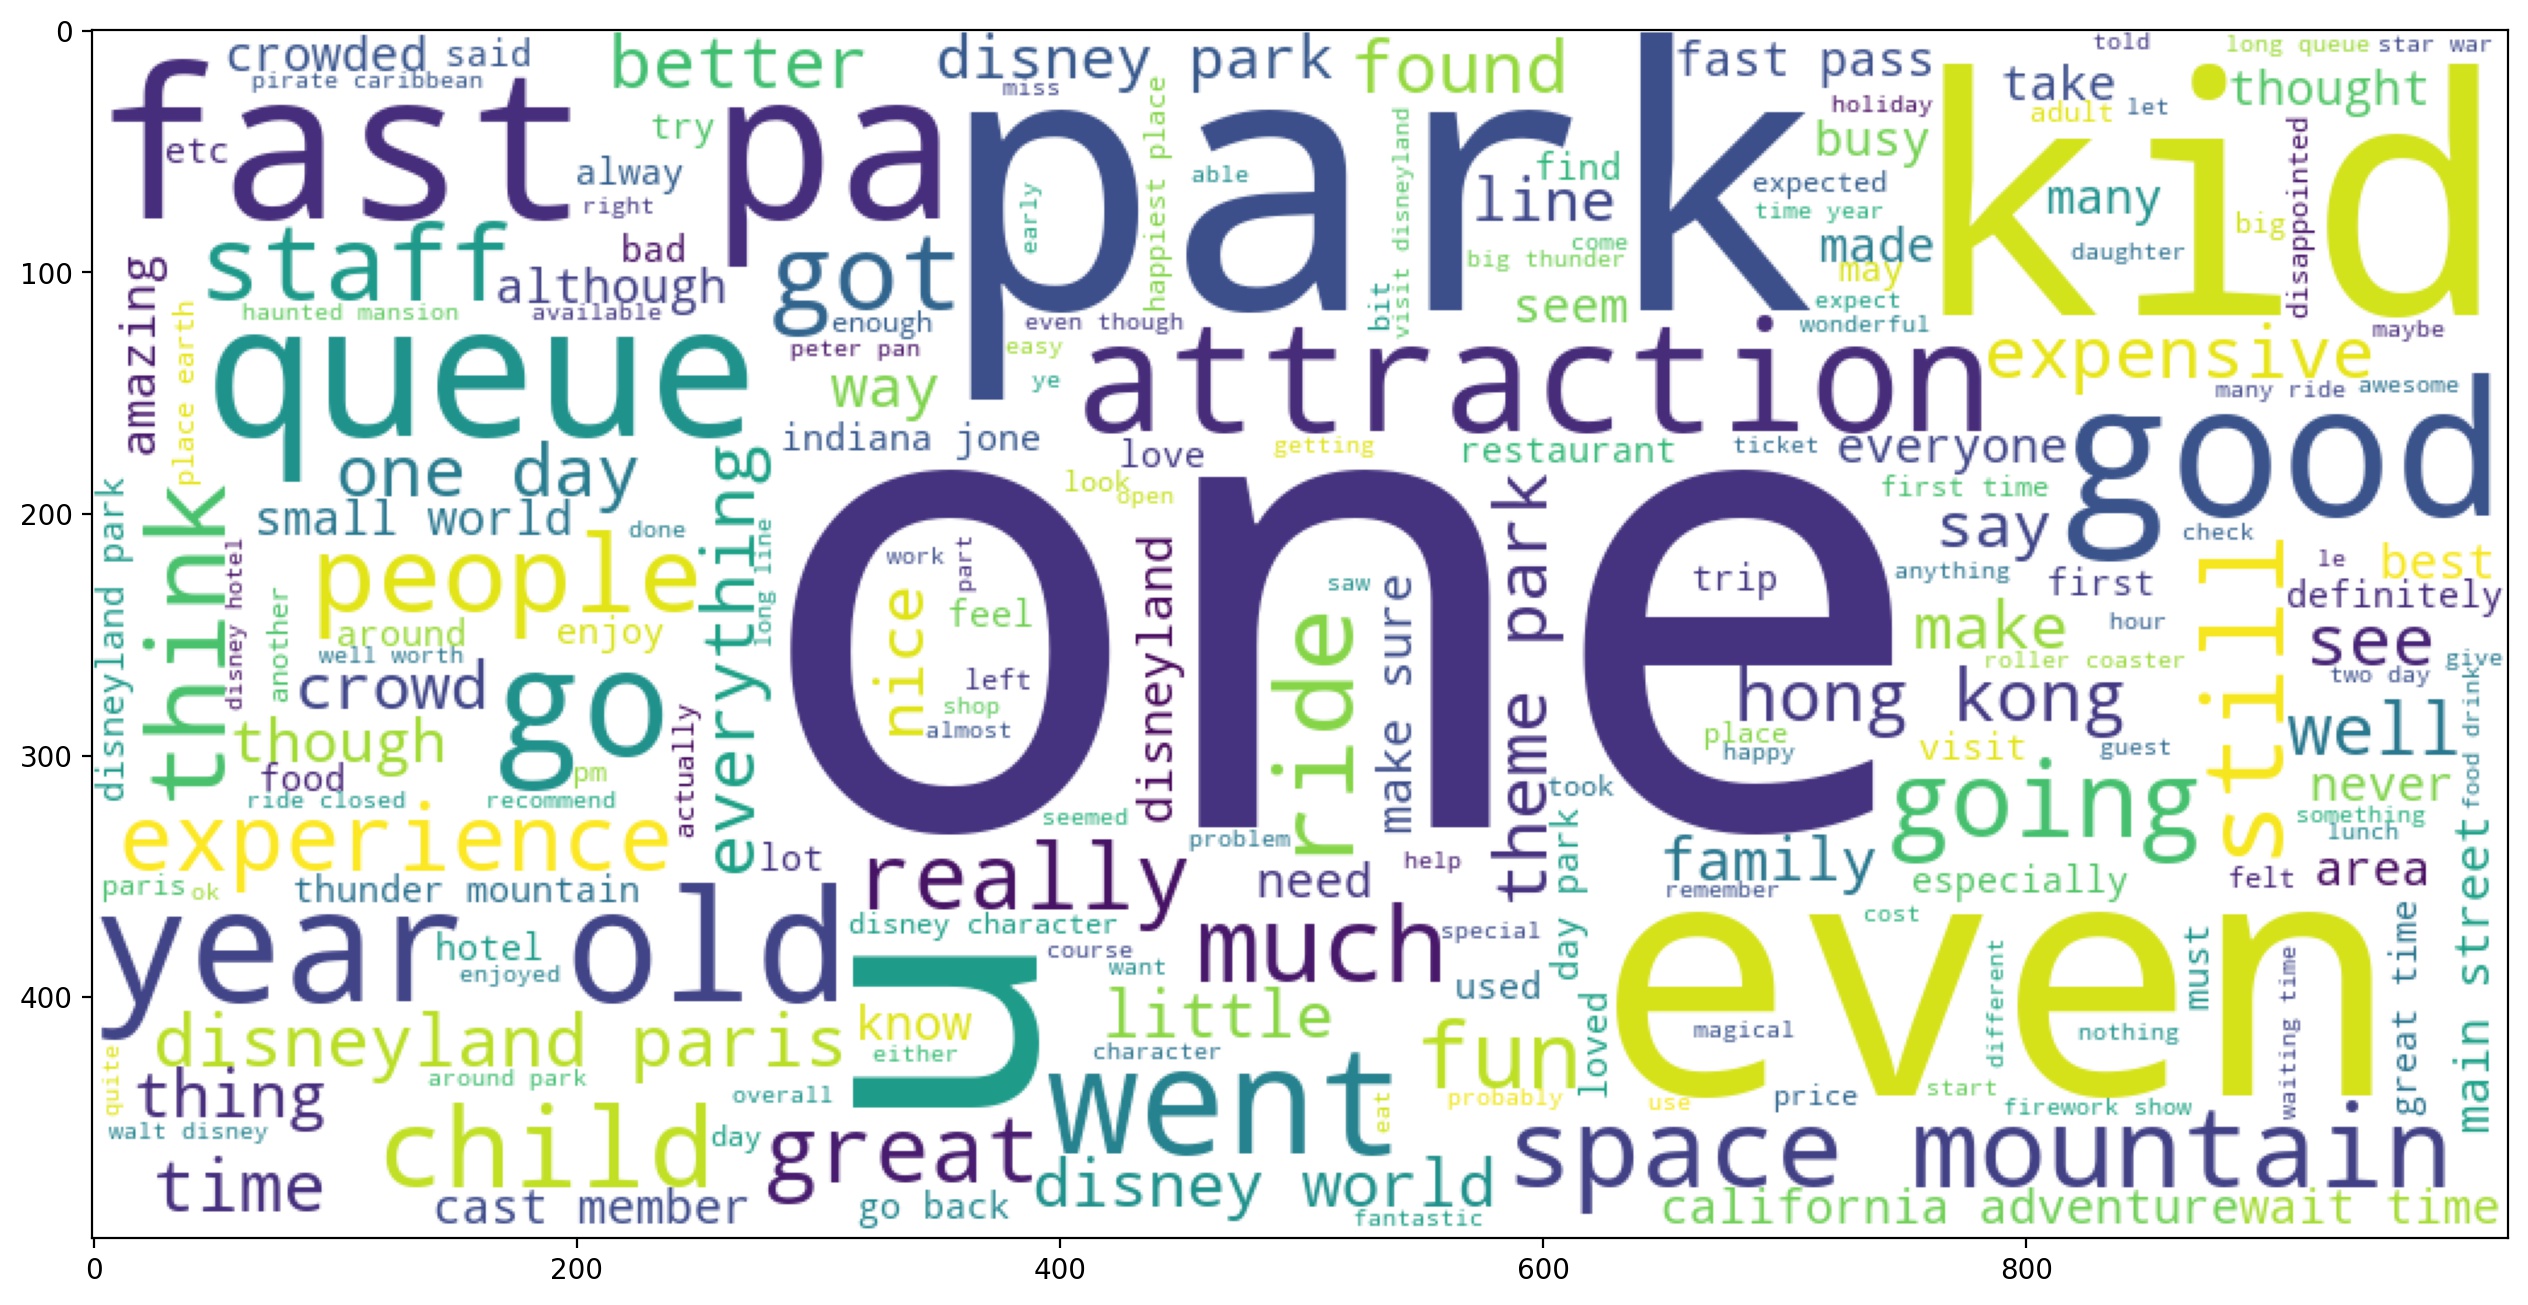 0
100
200
300
400
0 200 400 600 800
crowded said
pirate caribbean
better
disney park
miss
found
fast pass
told
long queue
star war
fast pa
park
kid
take
thought
holiday
adult
let
etc
try
alway
right
happiest place
able
early
visit disneyland
find
line
busy
expected
time year
many
big
disappointed
daughter
staff
bad
although
got
come
big thunder
made
may
amazing
haunted mansion
available
enough
even though
bit
seem
expect
wonderful
maybe
place earth
queue
peter pan
easy
ye
way
attraction
expensive
many ride
awesome
indiana jone
love
getting
restaurant
ticket
everyone
good
one day
look
open
first time
disneyland park
think
small world
done
everything
long line
one
theme park
say
check
people
disney hotel
another
around
enjoy
well worth
work
part
nice
feel
left
shop
almost
disneyland
saw
ride
make sure
trip
anything
first
still
le
best
definitely
make
hour
see
roller coaster
give
two day
crowd
go
actually
hong kong
place
happy
visit
guest
well
food drink
though
food
pm
ride closed
recommend
took
going
never
something
lunch
experience
seemed
problem
lot
really
need
help
day park
family
remember
especially
felt
area
main street
paris
ok
thunder mountain
year old
hotel
enjoyed
disney character
course
want
much
special
used
cost
even
different
must
waiting time
great time
u
know
either
little
character
fun
loved
magical
nothing
disneyland paris
quite
around park
thing
overall
went
eat
probably
use
price
start
firework show
walt disney
child
day
great
space mountain
time
cast member
go back
disney world
fantastic
california adventure
wait time